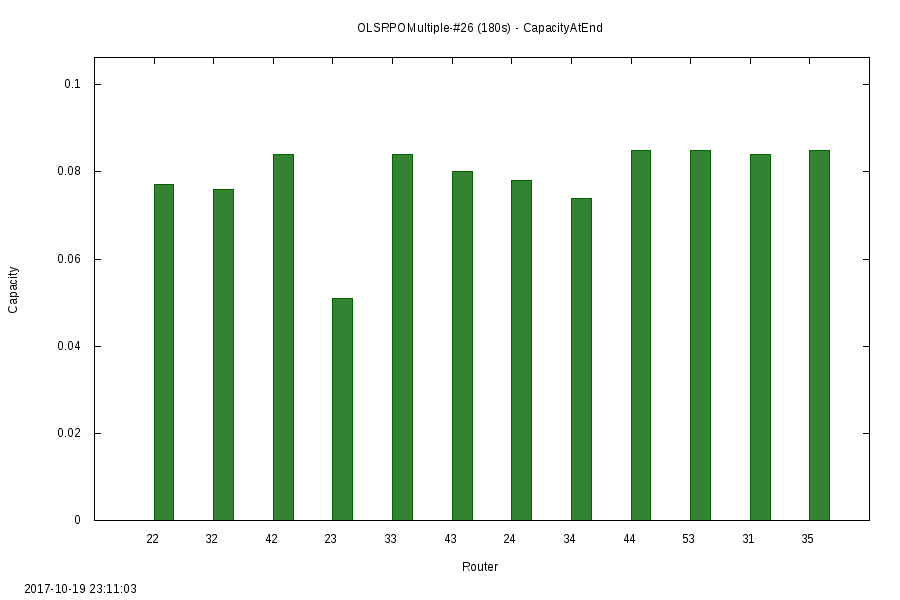 OLSRPOMultiple-#26 (180s) - CapacityAtEnd
0.1
0.08
0.06
0.04
0.02
0
Capacity
22 32 42 23 33 43 24 34 44 53 31 35
Router
2017-10-19 23:11:03